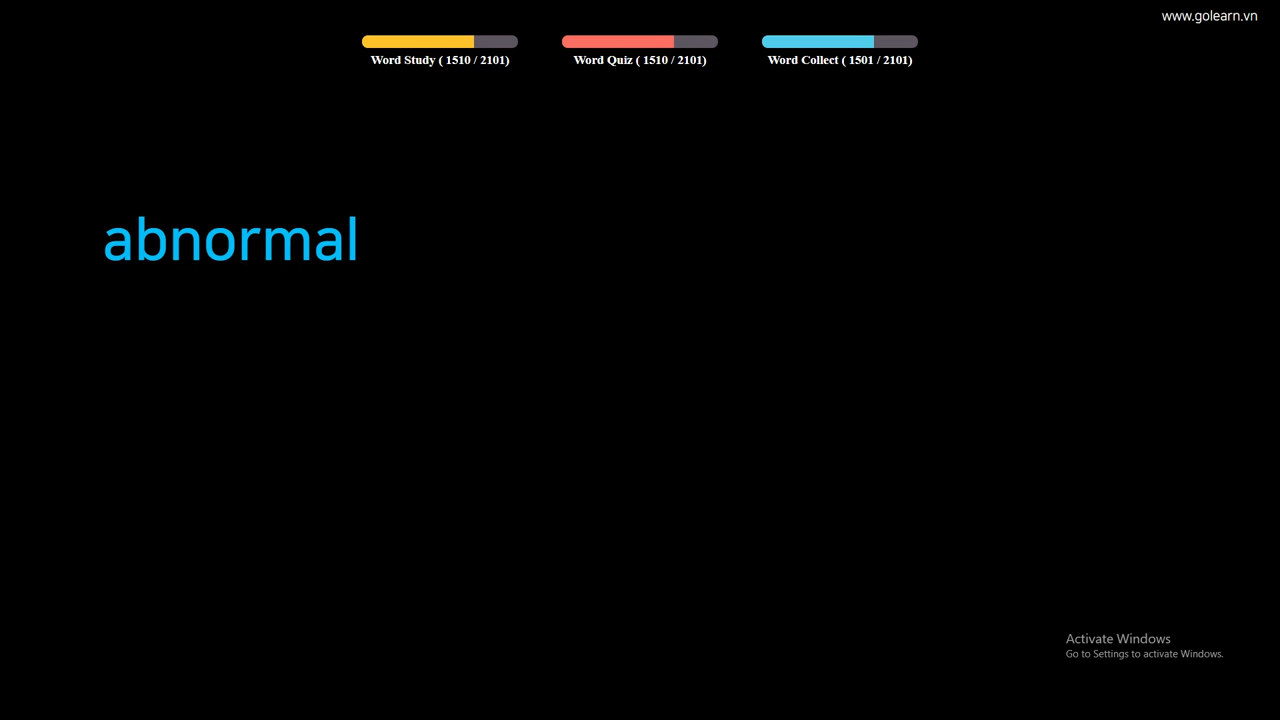 www.golearn.vn
Word Study ( 1510 / 2101) Word Quiz ( 1510 / 2101) Word Collect ( 1501 / 2101)
abnormal
Activate Windows
Go to Settings to activate Windows.